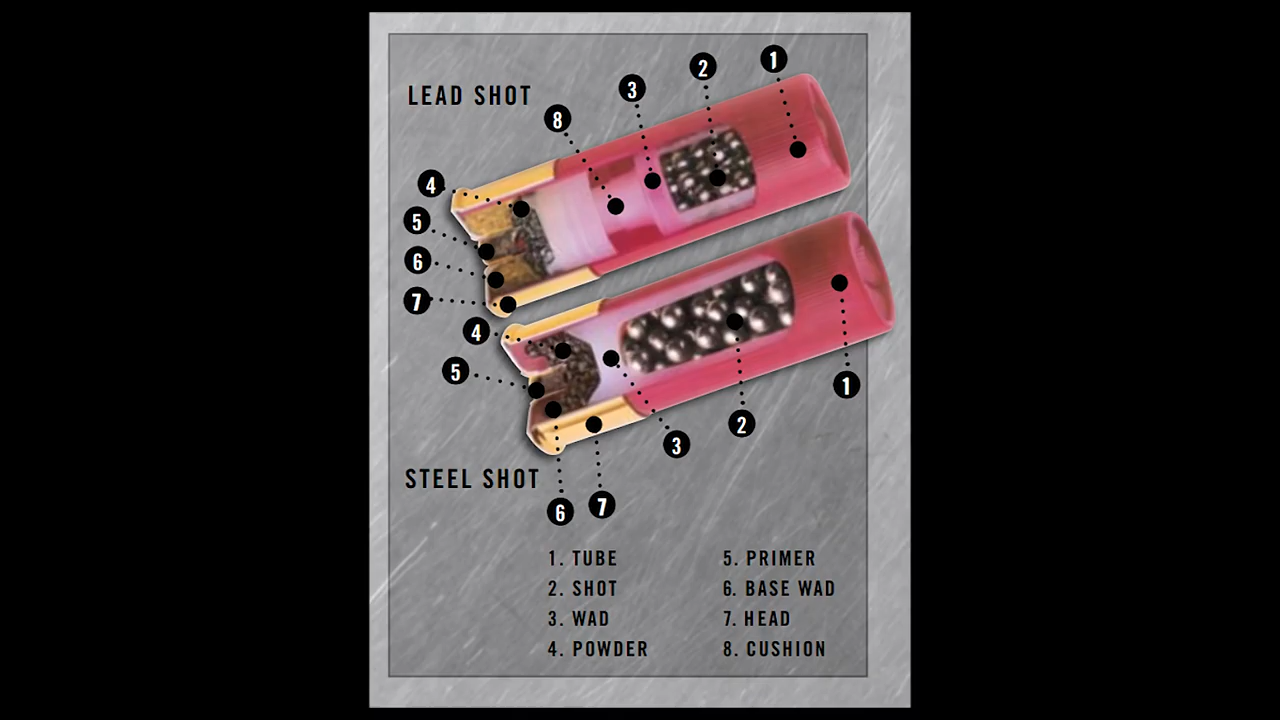 LEAD SHOT
1
2
3
8
4
5
6
7
4
5
1
2
3
STEEL SHOT
6
7
1. TUBE
2. SHOT
3. WAD
4. POWDER
5. PRIMER
6. BASE WAD
7. HEAD
8. CUSHION